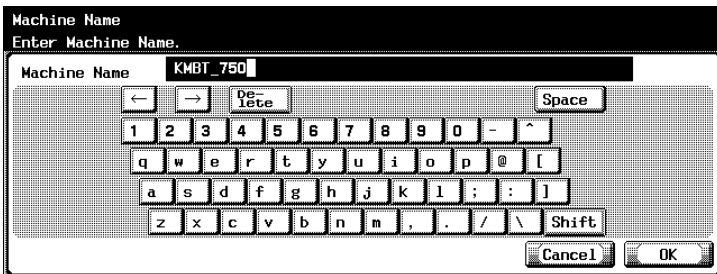 Machine Name
Enter Machine Name.
Machine Name KMBT_750
← → De-lete Space
1 2 3 4 5 6 7 8 9 0 - ^
q w e r t y u i o p @ [
a s d f g h j k l ; : ]
z x c v b n m , . / \ Shift
Cancel OK